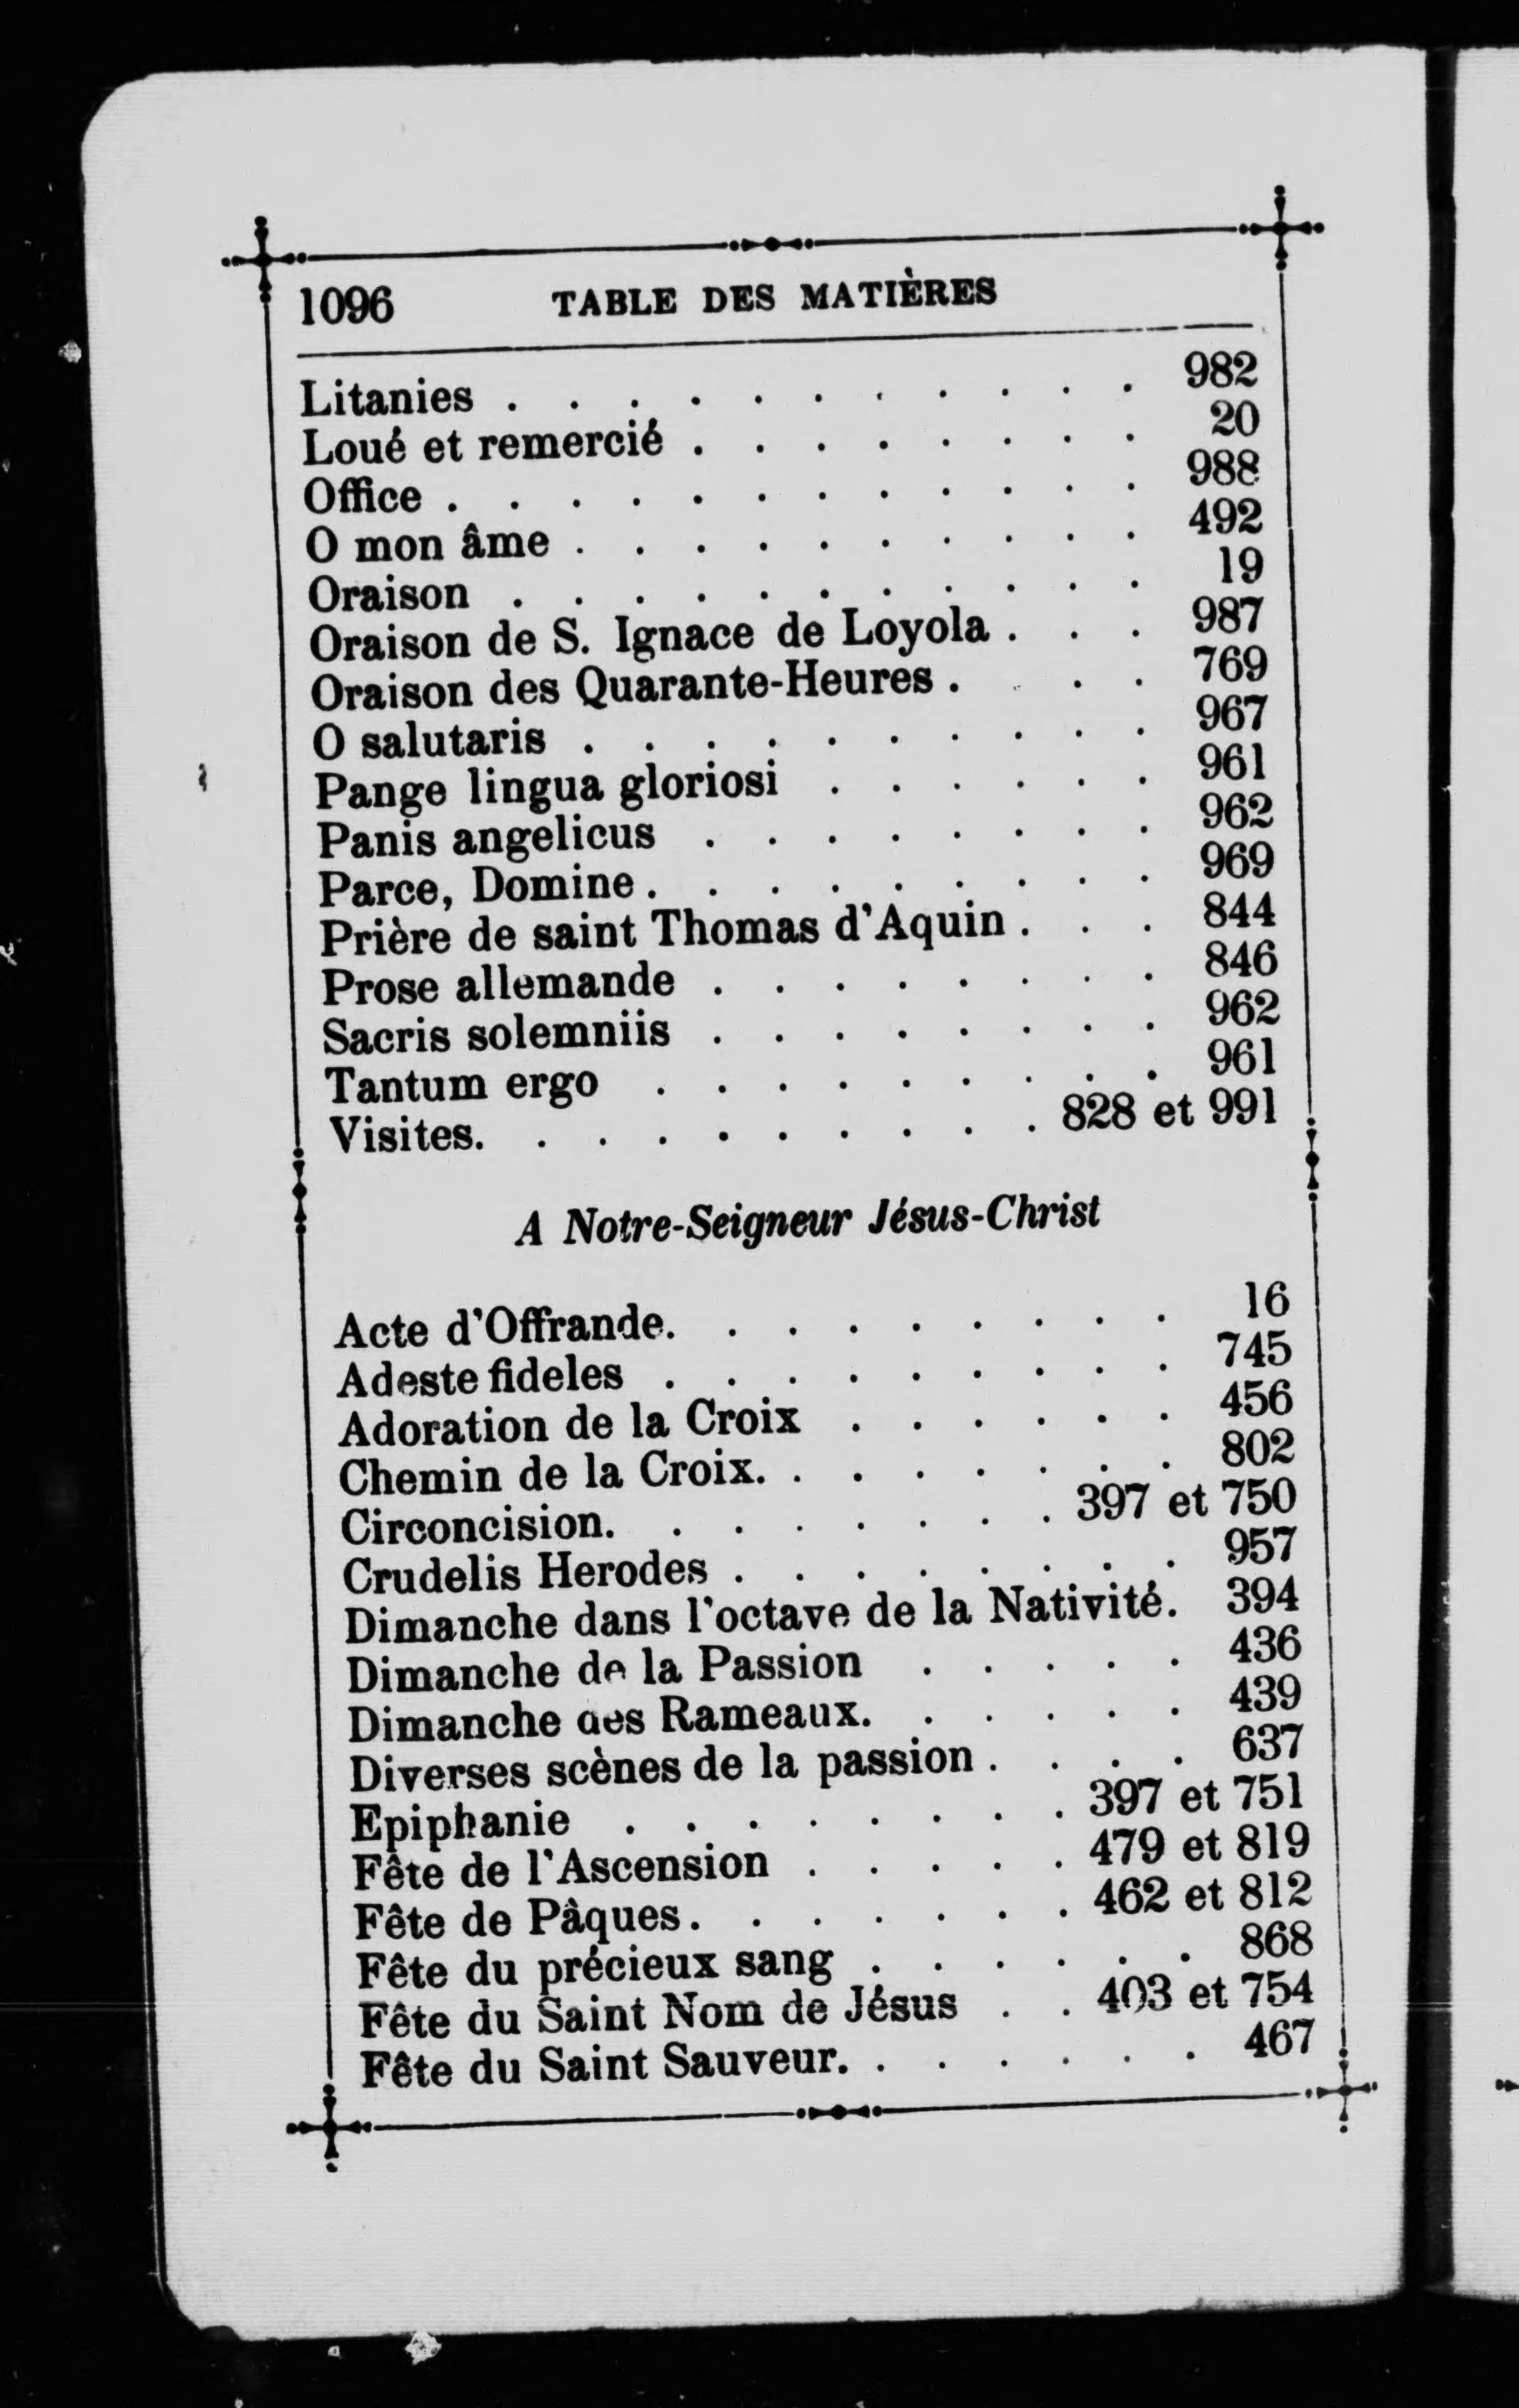 1096 TABLE DES MATIÈRES
Litanies . . . . . . . . . . . 982
Loué et remercié . . . . . . . . 20
Office . . . . . . . . . . . . 988
O mon âme . . . . . . . . . . 492
Oraison . . . . . . . . . . . 19
Oraison de S. Ignace de Loyola . . . 987
Oraison des Quarante-Heures . . . . 769
O salutaris . . . . . . . . . . 967
Pange lingua gloriosi . . . . . . 961
Panis angelicus . . . . . . . . 962
Parce, Domine . . . . . . . . . 969
Prière de saint Thomas d'Aquin . . . 844
Prose allemande . . . . . . . . 846
Sacris solemniis . . . . . . . . 962
Tantum ergo . . . . . . . . . 961
Visites. . . . . . . . . . 828 et 991
A Notre-Seigneur Jésus-Christ
Acte d'Offrande. . . . . . . . . 16
Adeste fideles . . . . . . . . . 745
Adoration de la Croix . . . . . . 456
Chemin de la Croix. . . . . . . . 802
Circoncision. . . . . . . . 397 et 750
Crudelis Herodes . . . . . . . . 957
Dimanche dans l'octave de la Nativité. 394
Dimanche de la Passion . . . . . 436
Dimanche des Rameaux. . . . . . 439
Diverses scènes de la passion . . . . 637
Epiphanie . . . . . . . . 397 et 751
Fête de l'Ascension . . . . . 479 et 819
Fête de Pâques. . . . . . . 462 et 812
Fête du précieux sang . . . . . . 868
Fête du Saint Nom de Jésus . . 403 et 754
Fête du Saint Sauveur. . . . . . . 467